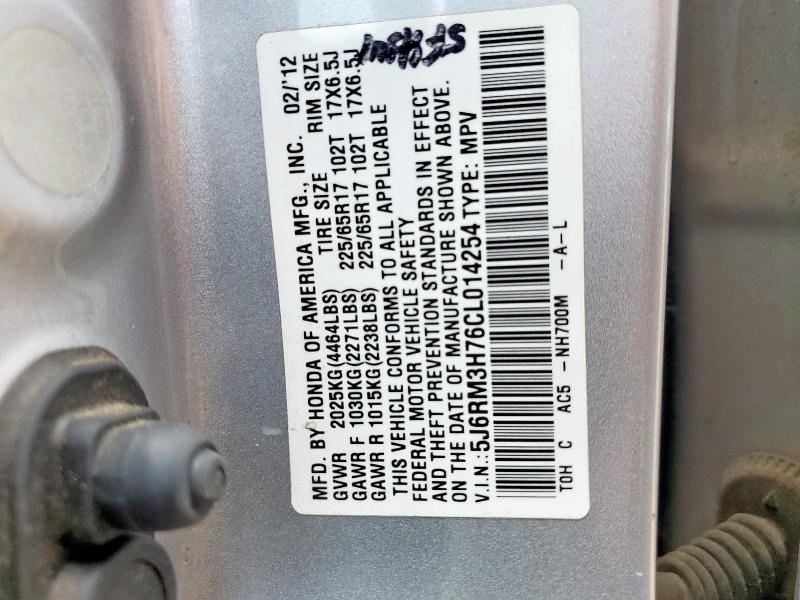 MFD. BY HONDA OF AMERICA MFG., INC. 02/'12
GVWR 2025KG(4464LBS) TIRE SIZE RIM SIZE
GAWR F 1030KG(2271LBS) 225/65R17 102T 17X6.5J
GAWR R 1015KG(2238LBS) 225/65R17 102T 17X6.5J
THIS VEHICLE CONFORMS TO ALL APPLICABLE
FEDERAL MOTOR VEHICLE SAFETY
AND THEFT PREVENTION STANDARDS IN EFFECT
ON THE DATE OF MANUFACTURE SHOWN ABOVE.
V.I.N.:5J6RM3H76CL014254 TYPE: MPV
TOH C AC5 -NH700M -A-L